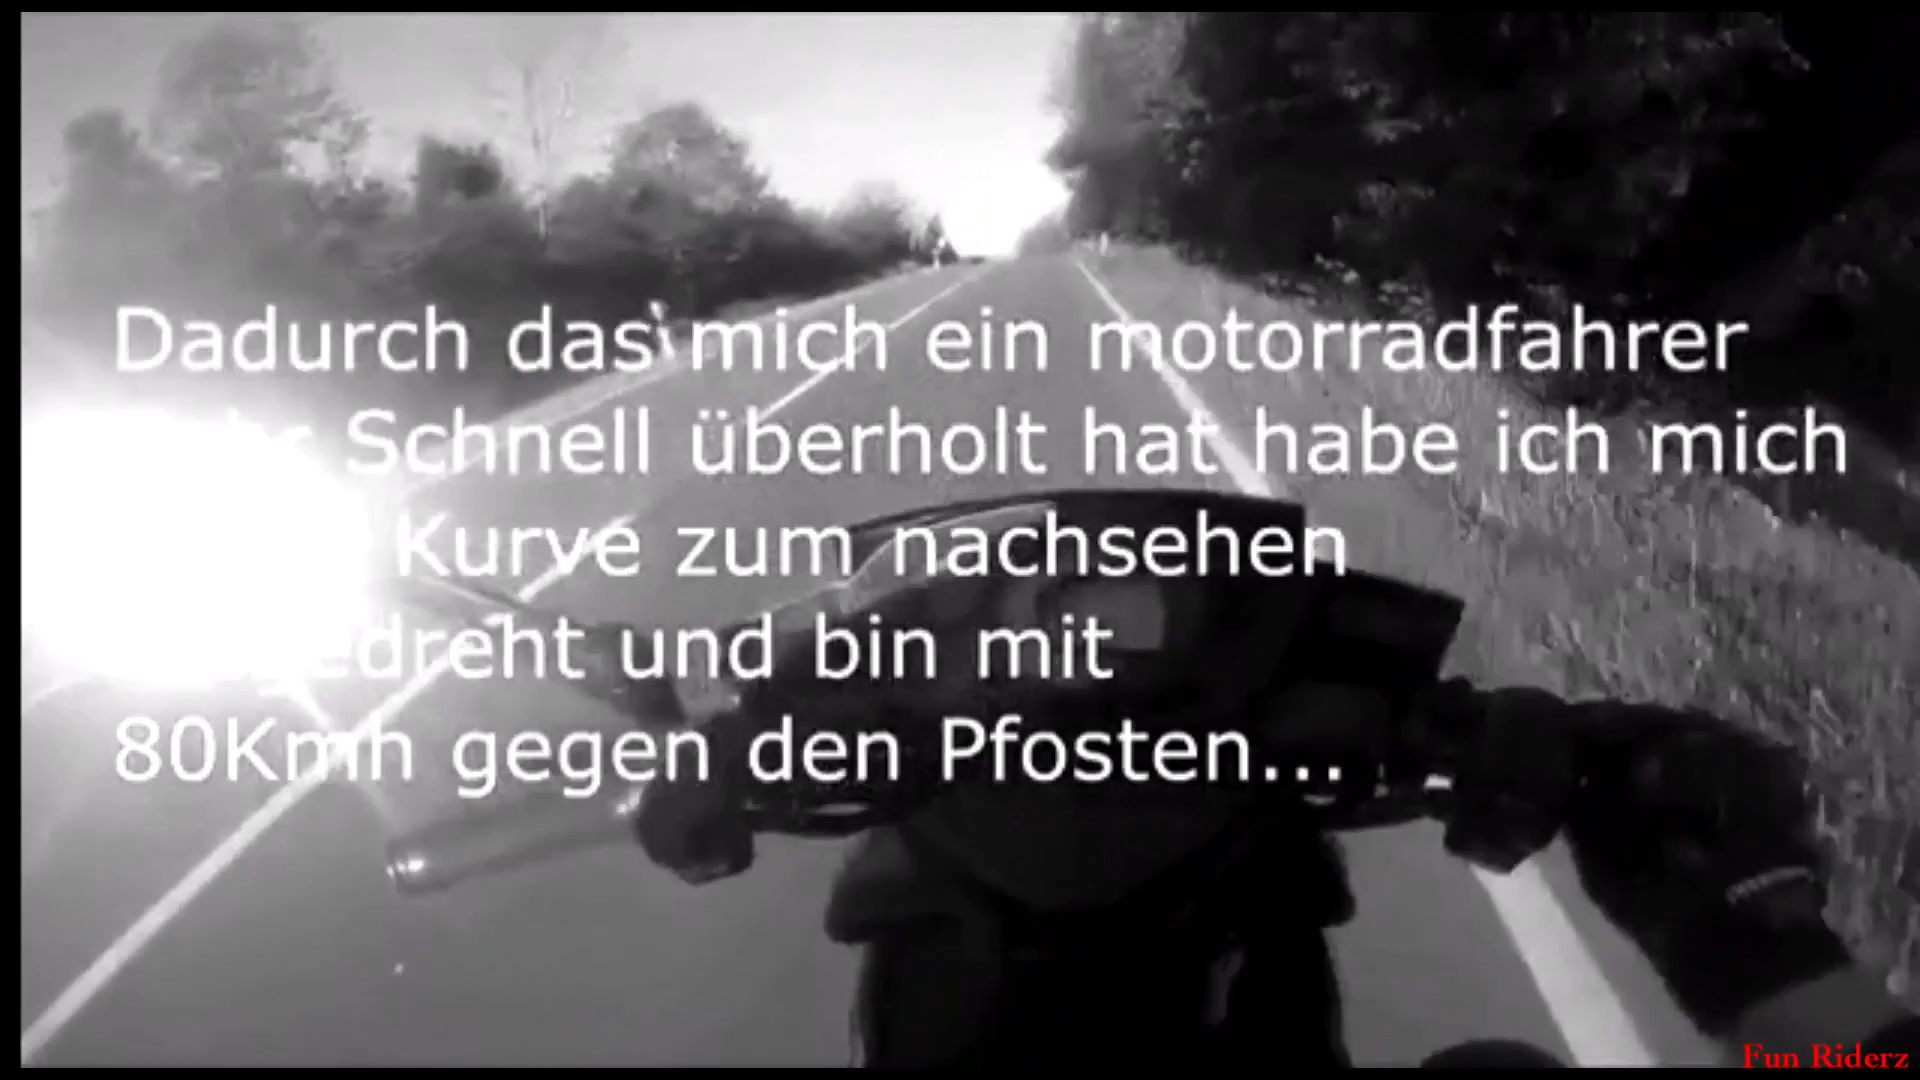 Dadurch das mich ein motorradfahrer
Schnell überholt hat habe ich mich
Kurve zum nachsehen
und bin mit
80Kmh gegen den Pfosten...
Fun Riderz